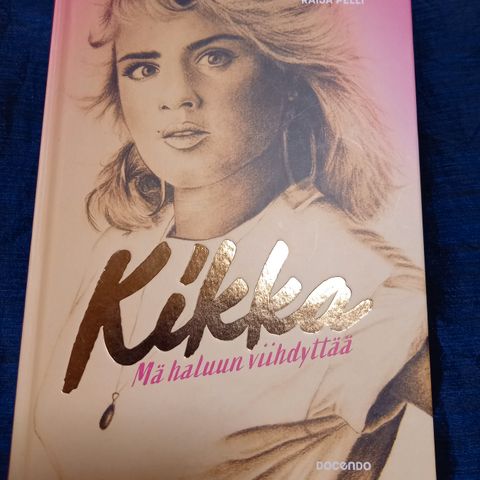 RAIJA PELLI
Kikka
Mä haluun viihdyttää
DOCENDO